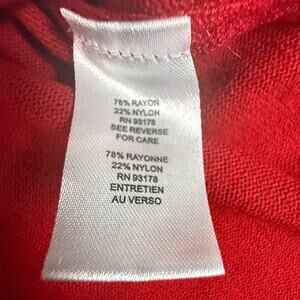 78% RAYON
22% NYLON
RN 93178
SEE REVERSE
FOR CARE
78% RAYONNE
22% NYLON
RN 93178
ENTRETIEN
AU VERSO